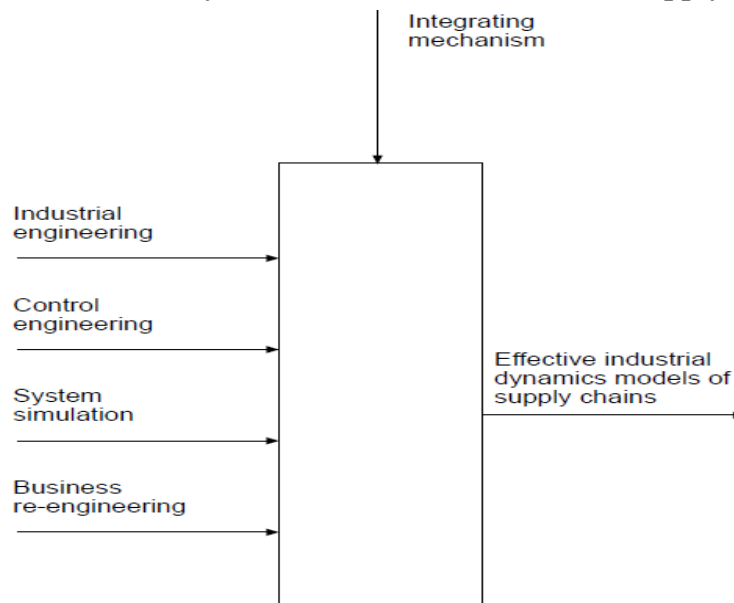 Integrating
mechanism
Industrial
engineering
Control
engineering
System
simulation
Business
re-engineering
Effective industrial
dynamics models of
supply chains